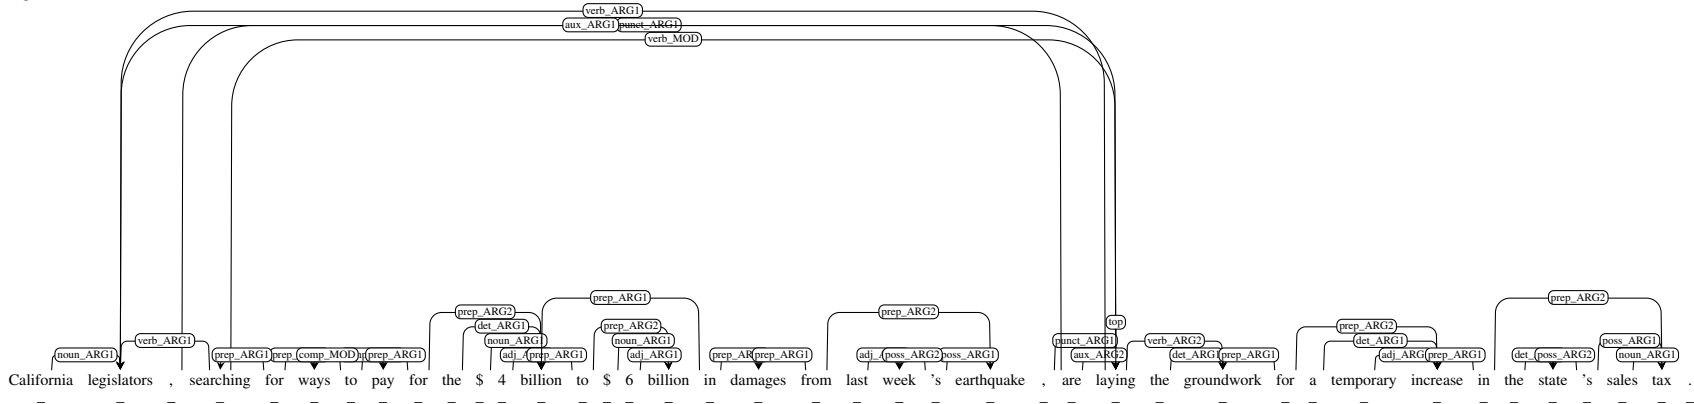 verb_ARG1
aux_ARG1 punct_ARG1
verb_MOD
prep_ARG1 prep_ARG2
prep_ARG2 prep_ARG2
top
det_ARG1 prep_ARG2 prep_ARG2
verb_ARG1 noun_ARG1 noun_ARG1 punct_ARG1 verb_ARG2 det_ARG1 poss_ARG1
noun_ARG1 prep_ARG1 comp_MOD prep_ARG1 prep_ARG1 adj_ARG1 prep_ARG1 poss_ARG2 poss_ARG1 aux_ARG2 det_ARG1 prep_ARG1 prep_ARG1 poss_ARG2 noun_ARG1
California legislators , searching for ways to pay for the $ 4 billion to $ 6 billion in damages from last week 's earthquake , are laying the groundwork for a temporary increase in the state 's sales tax .